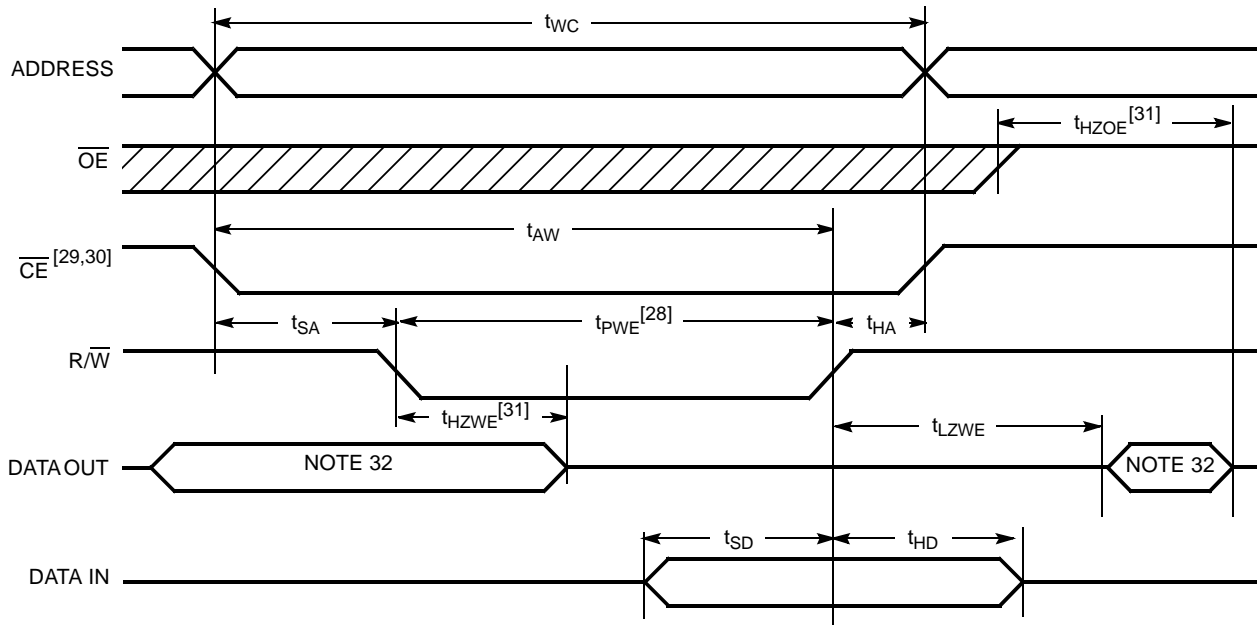 tWC
ADDRESS
tHZOE[31]
OE
tAW
CE [29,30]
tSA
tPWE[28]
tHA
R/W
tHZWE[31]
tLZWE
DATA OUT
NOTE 32
NOTE 32
tSD
tHD
DATA IN